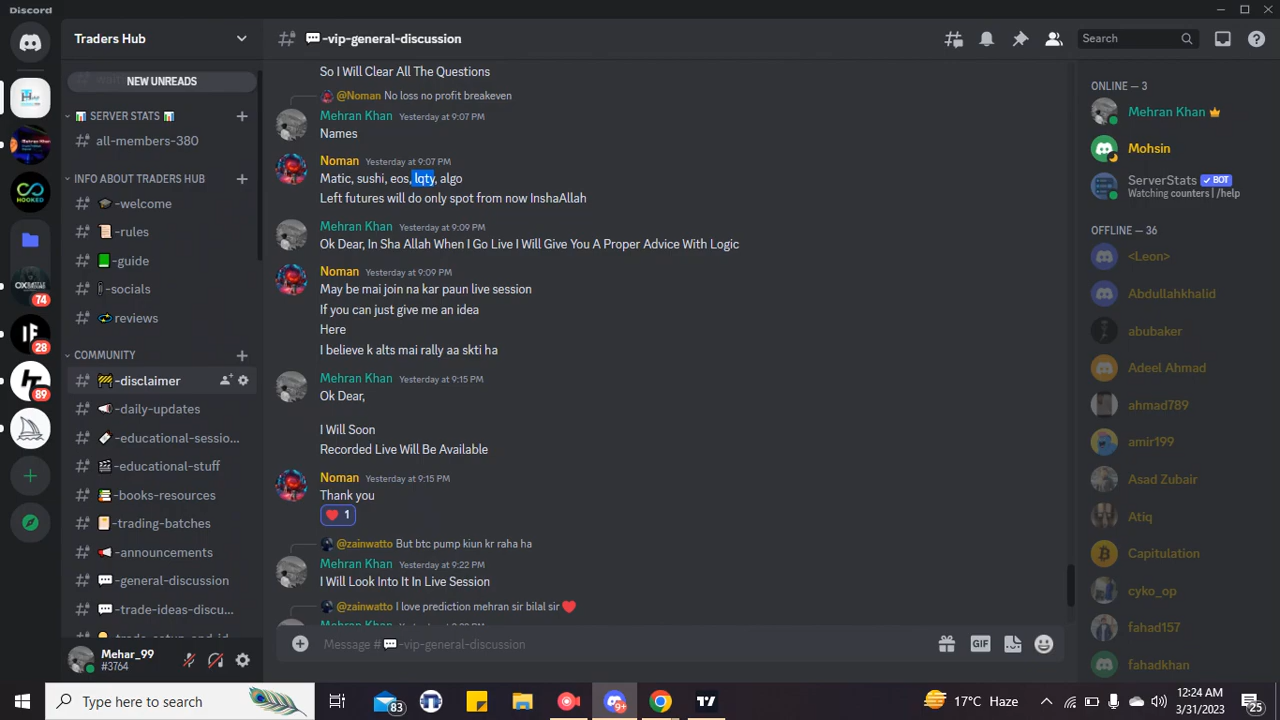 Discord
Traders Hub
NEW UNREADS
📊 SERVER STATS 📊
all-members-380
INFO ABOUT TRADERS HUB
-welcome
-rules
-guide
-socials
reviews
COMMUNITY
-disclaimer
-daily-updates
-educational-sessio...
-educational-stuff
-books-resources
-trading-batches
-announcements
-general-discussion
-trade-ideas-discu...
74
28
89
Mehar_99
#3764
-vip-general-discussion
Search
So I Will Clear All The Questions
@Noman No loss no profit breakeven
Mehran Khan Yesterday at 9:07 PM
Names
Noman Yesterday at 9:07 PM
Matic, sushi, eos, lqty, algo
Left futures will do only spot from now InshaAllah
Mehran Khan Yesterday at 9:09 PM
Ok Dear, In Sha Allah When I Go Live I Will Give You A Proper Advice With Logic
Noman Yesterday at 9:09 PM
May be mai join na kar paun live session
If you can just give me an idea
Here
I believe k alts mai rally aa skti ha
Mehran Khan Yesterday at 9:15 PM
Ok Dear,
I Will Soon
Recorded Live Will Be Available
Noman Yesterday at 9:15 PM
Thank you
❤️ 1
@zainwatto But btc pump kiun kr raha ha
Mehran Khan Yesterday at 9:22 PM
I Will Look Into It In Live Session
@zainwatto I love prediction mehran sir bilal sir ❤️
Message # 💬-vip-general-discussion
GIF
ONLINE — 3
Mehran Khan
Mohsin
ServerStats ✓ BOT
Watching counters | /help
OFFLINE — 36
<Leon>
Abdullahkhalid
abubaker
Adeel Ahmad
ahmad789
amir199
Asad Zubair
Atiq
Capitulation
cyko_op
fahad157
fahadkhan
Type here to search
83
9+
17°C Haze
12:24 AM
3/31/2023
25